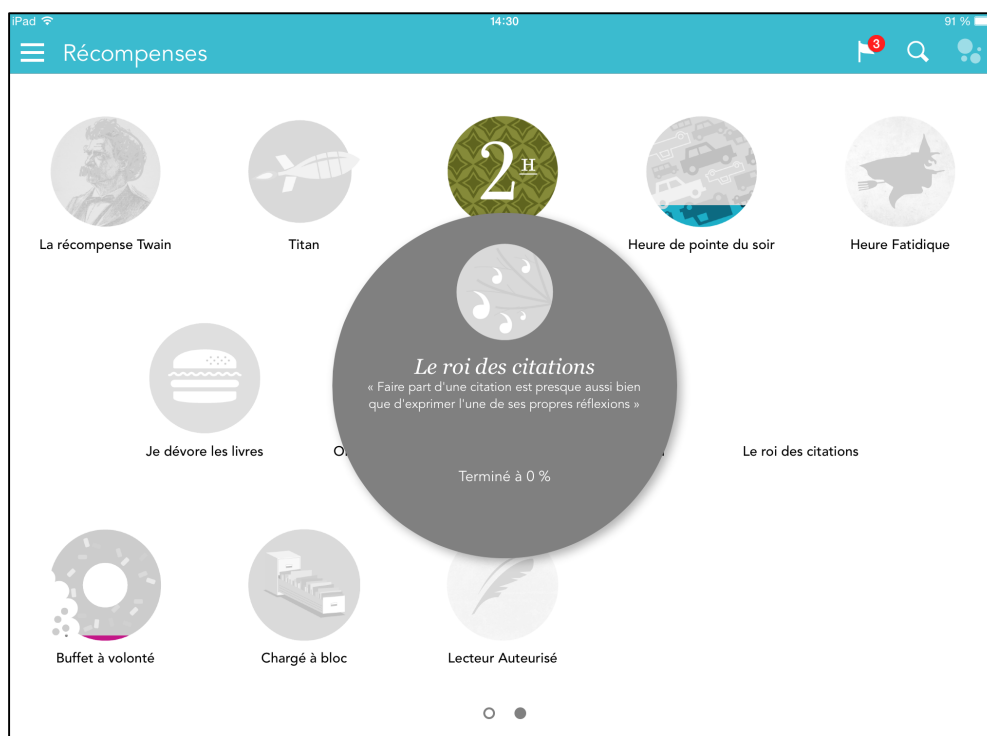 iPad 14:30 91 %
Récompenses 3
2 H
La récompense Twain Titan Heure de pointe du soir Heure Fatidique
Le roi des citations
« Faire part d'une citation est presque aussi bien
que d'exprimer l'une de ses propres réflexions »
Je dévore les livres Le roi des citations
Terminé à 0 %
Buffet à volonté Chargé à bloc Lecteur Auteurisé